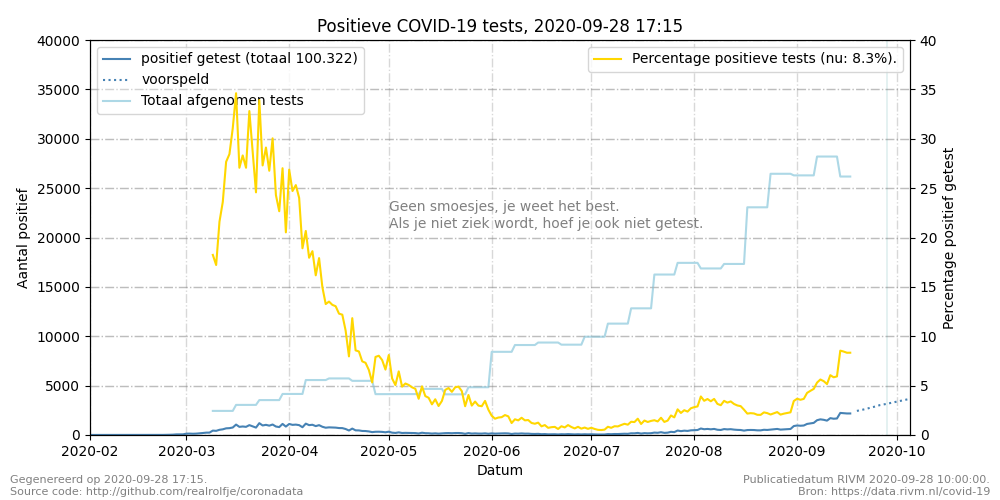 Positieve COVID-19 tests, 2020-09-28 17:15
positief getest (totaal 100.322)
voorspeld
Totaal afgenomen tests
Percentage positieve tests (nu: 8.3%).
Geen smoesjes, je weet het best.
Als je niet ziek wordt, hoef je ook niet getest.
Aantal positief
40000
35000
30000
25000
20000
15000
10000
5000
0
40
35
30
25
20
15
10
5
0
Percentage positief getest
2020-02 2020-03 2020-04 2020-05 2020-06 2020-07 2020-08 2020-09 2020-10
Datum
Gegenereerd op 2020-09-28 17:15.
Source code: http://github.com/realrolfje/coronadata
Publicatiedatum RIVM 2020-09-28 10:00:00.
Bron: https://data.rivm.nl/covid-19